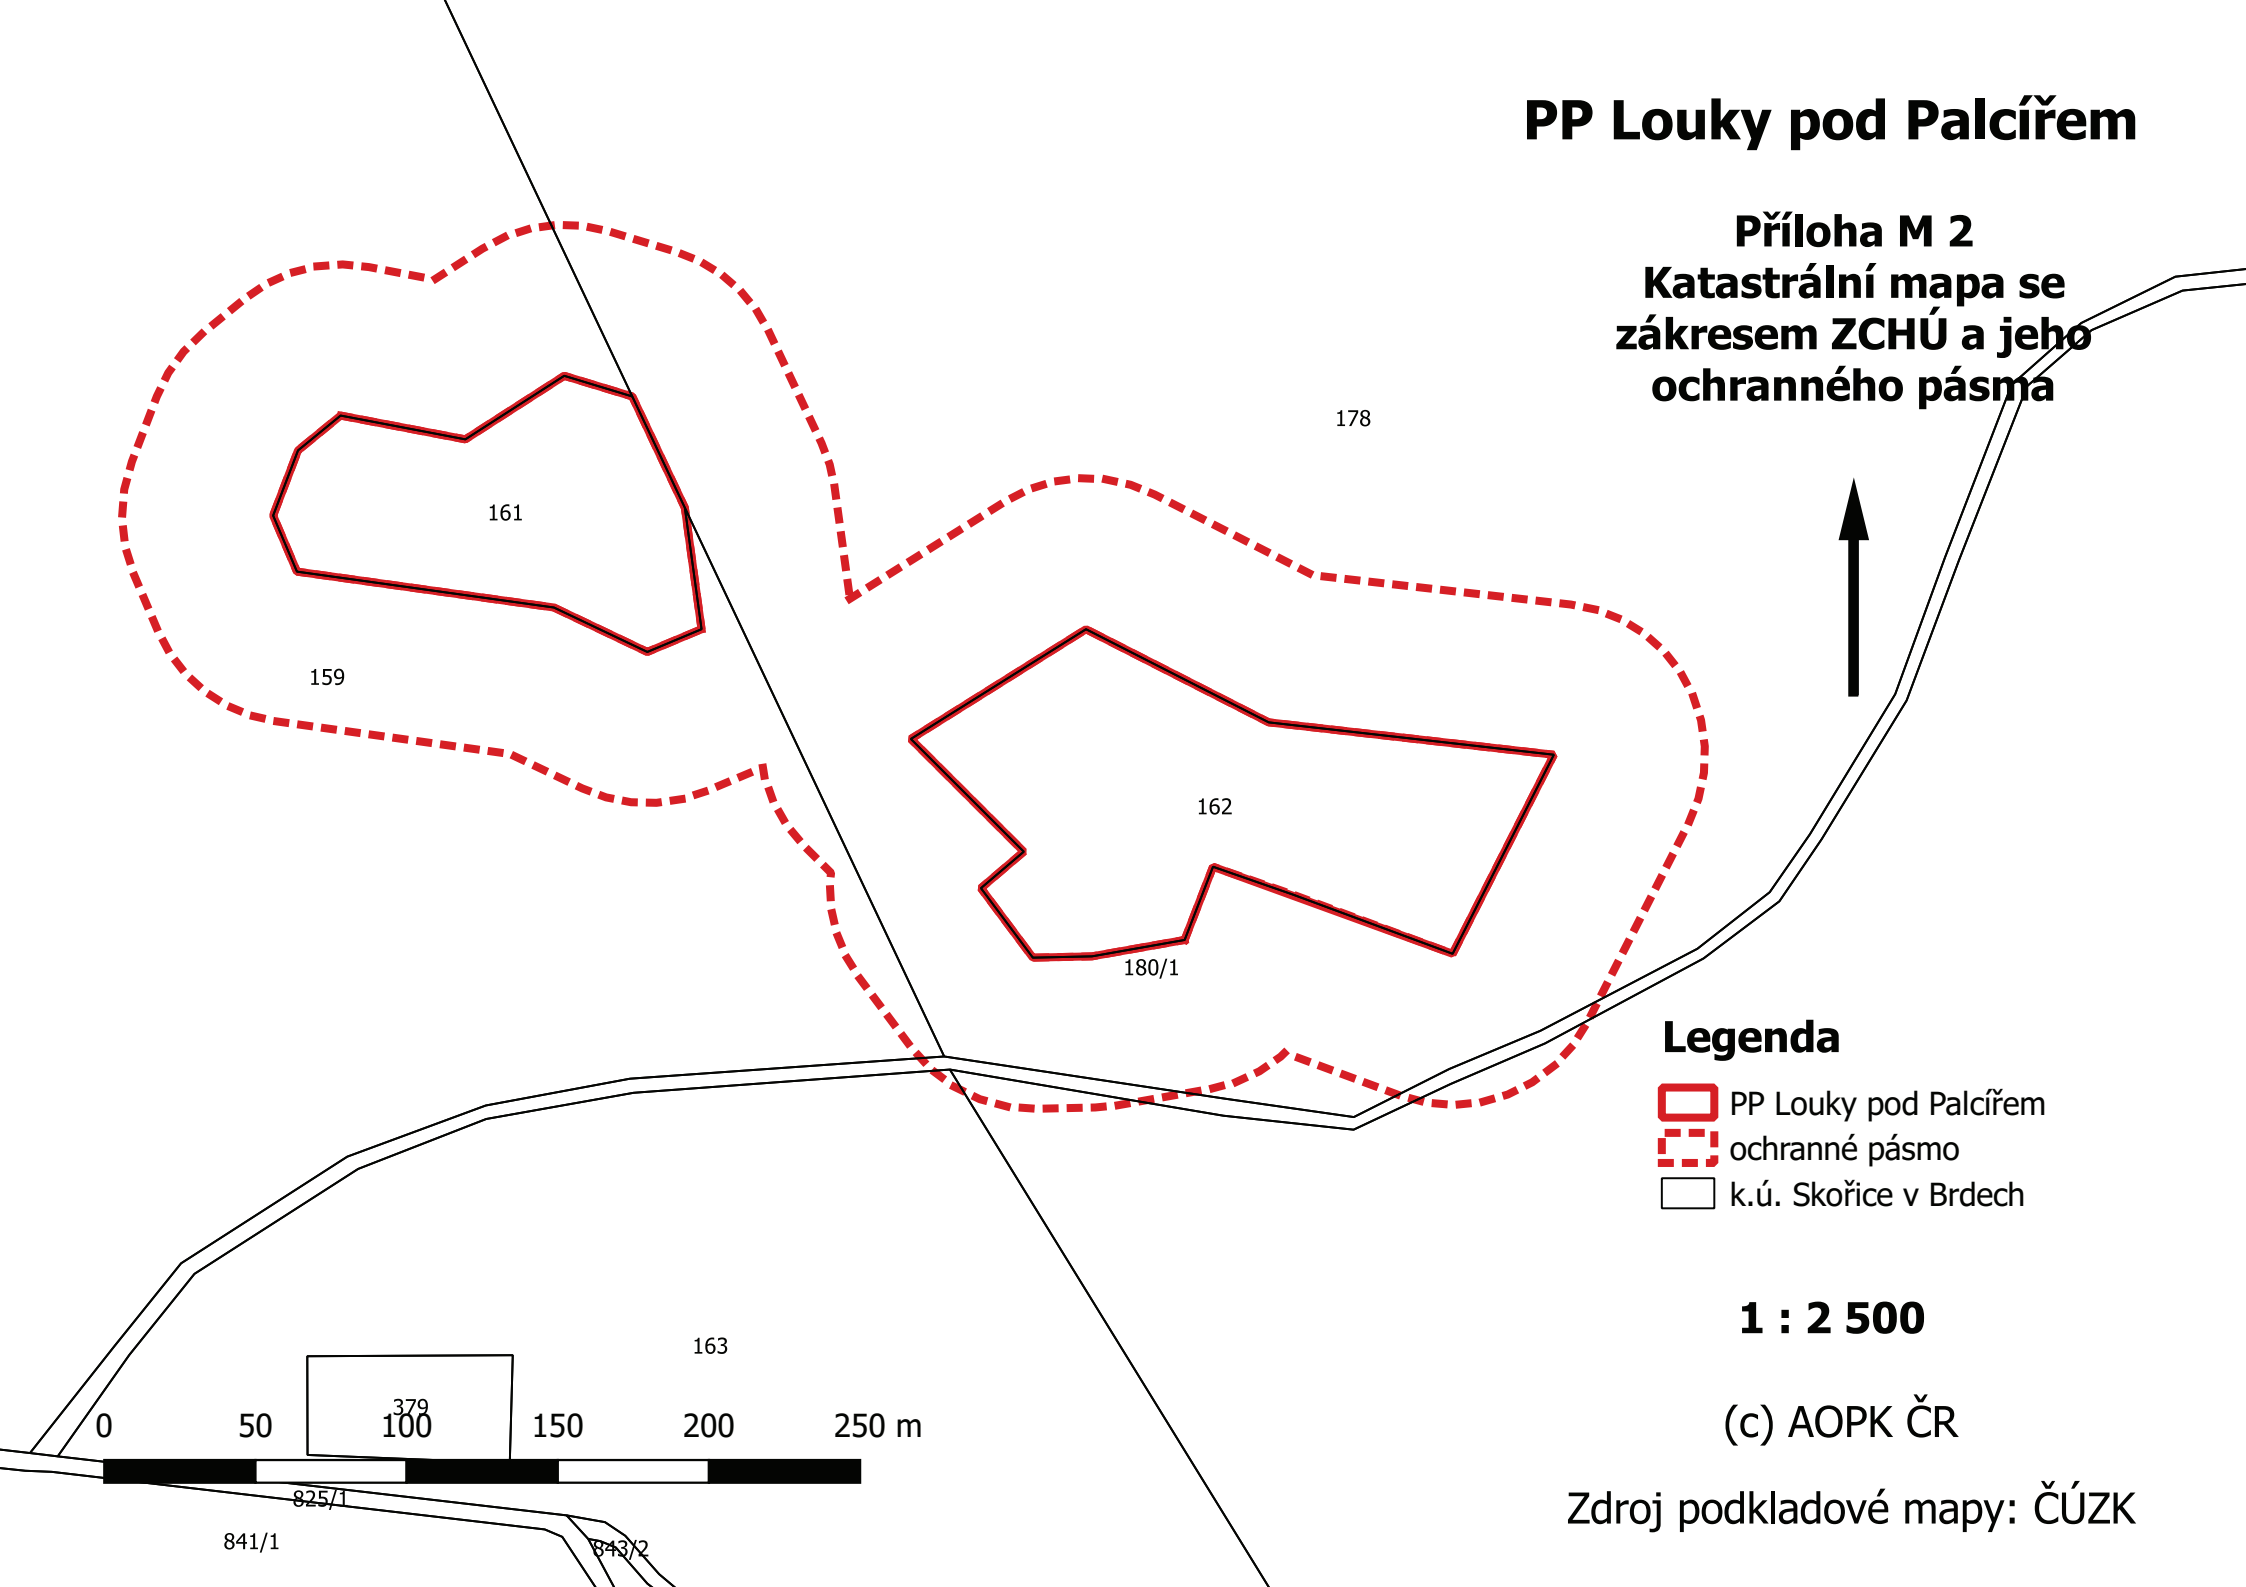 PP Louky pod Palcířem
Příloha M 2
Katastrální mapa se
zákresem ZCHÚ a jeho
ochranného pásma
178
161
159
162
180/1
Legenda
PP Louky pod Palcířem
ochranné pásmo
k.ú. Skořice v Brdech
1 : 2 500
(c) AOPK ČR
Zdroj podkladové mapy: ČÚZK
163
379
0 50 100 150 200 250 m
825/1
841/1
843/2